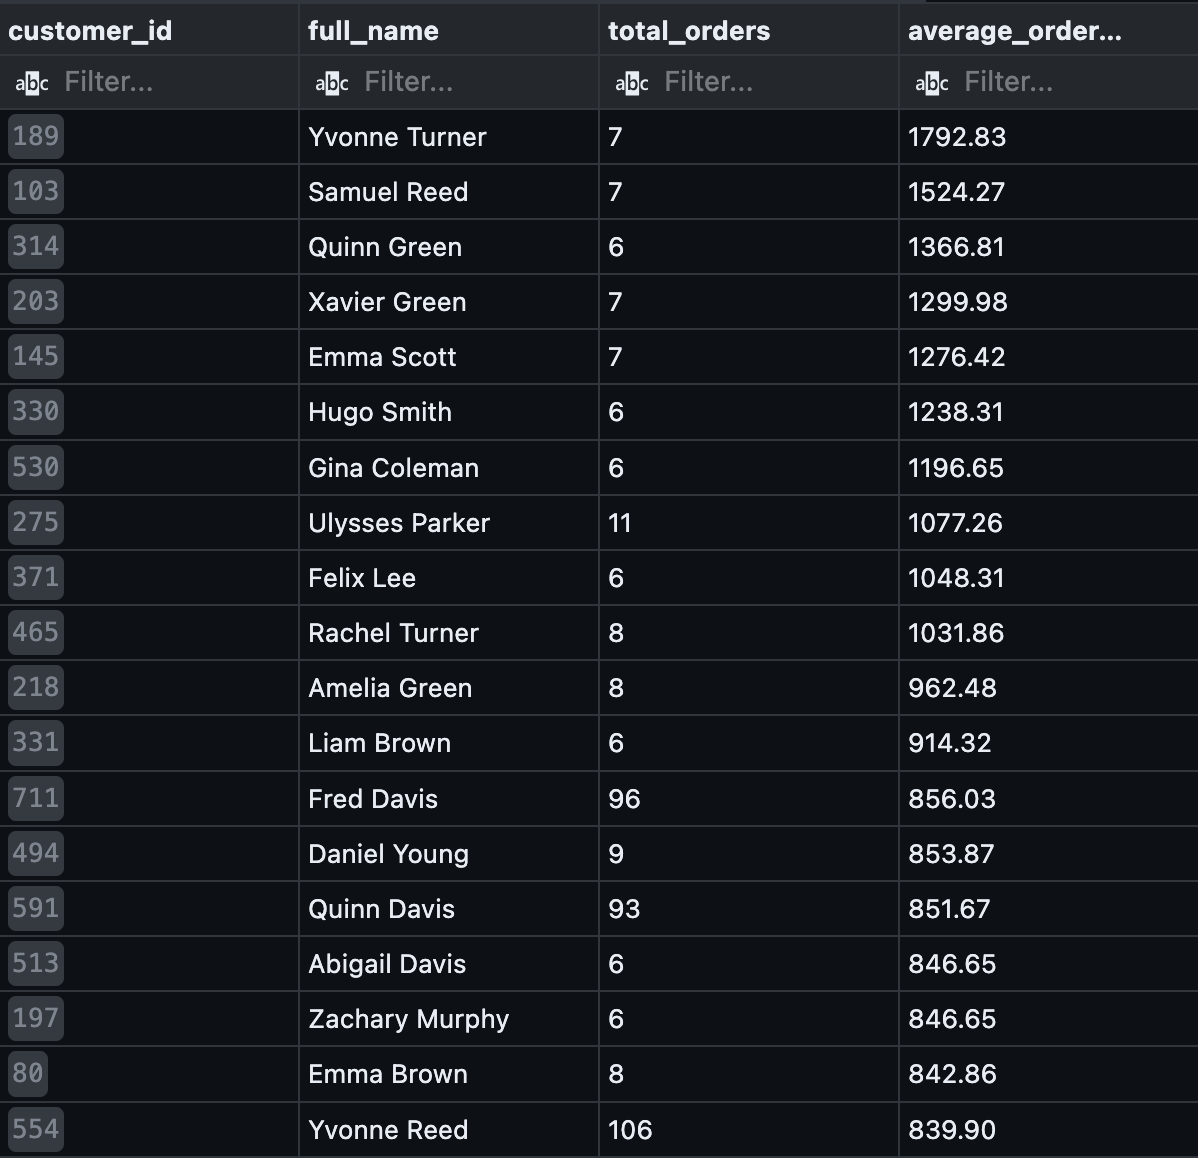 customer_id full_name total_orders average_order...
abc Filter... abc Filter... abc Filter... abc Filter...
189 Yvonne Turner 7 1792.83
103 Samuel Reed 7 1524.27
314 Quinn Green 6 1366.81
203 Xavier Green 7 1299.98
145 Emma Scott 7 1276.42
330 Hugo Smith 6 1238.31
530 Gina Coleman 6 1196.65
275 Ulysses Parker 11 1077.26
371 Felix Lee 6 1048.31
465 Rachel Turner 8 1031.86
218 Amelia Green 8 962.48
331 Liam Brown 6 914.32
711 Fred Davis 96 856.03
494 Daniel Young 9 853.87
591 Quinn Davis 93 851.67
513 Abigail Davis 6 846.65
197 Zachary Murphy 6 846.65
80 Emma Brown 8 842.86
554 Yvonne Reed 106 839.90